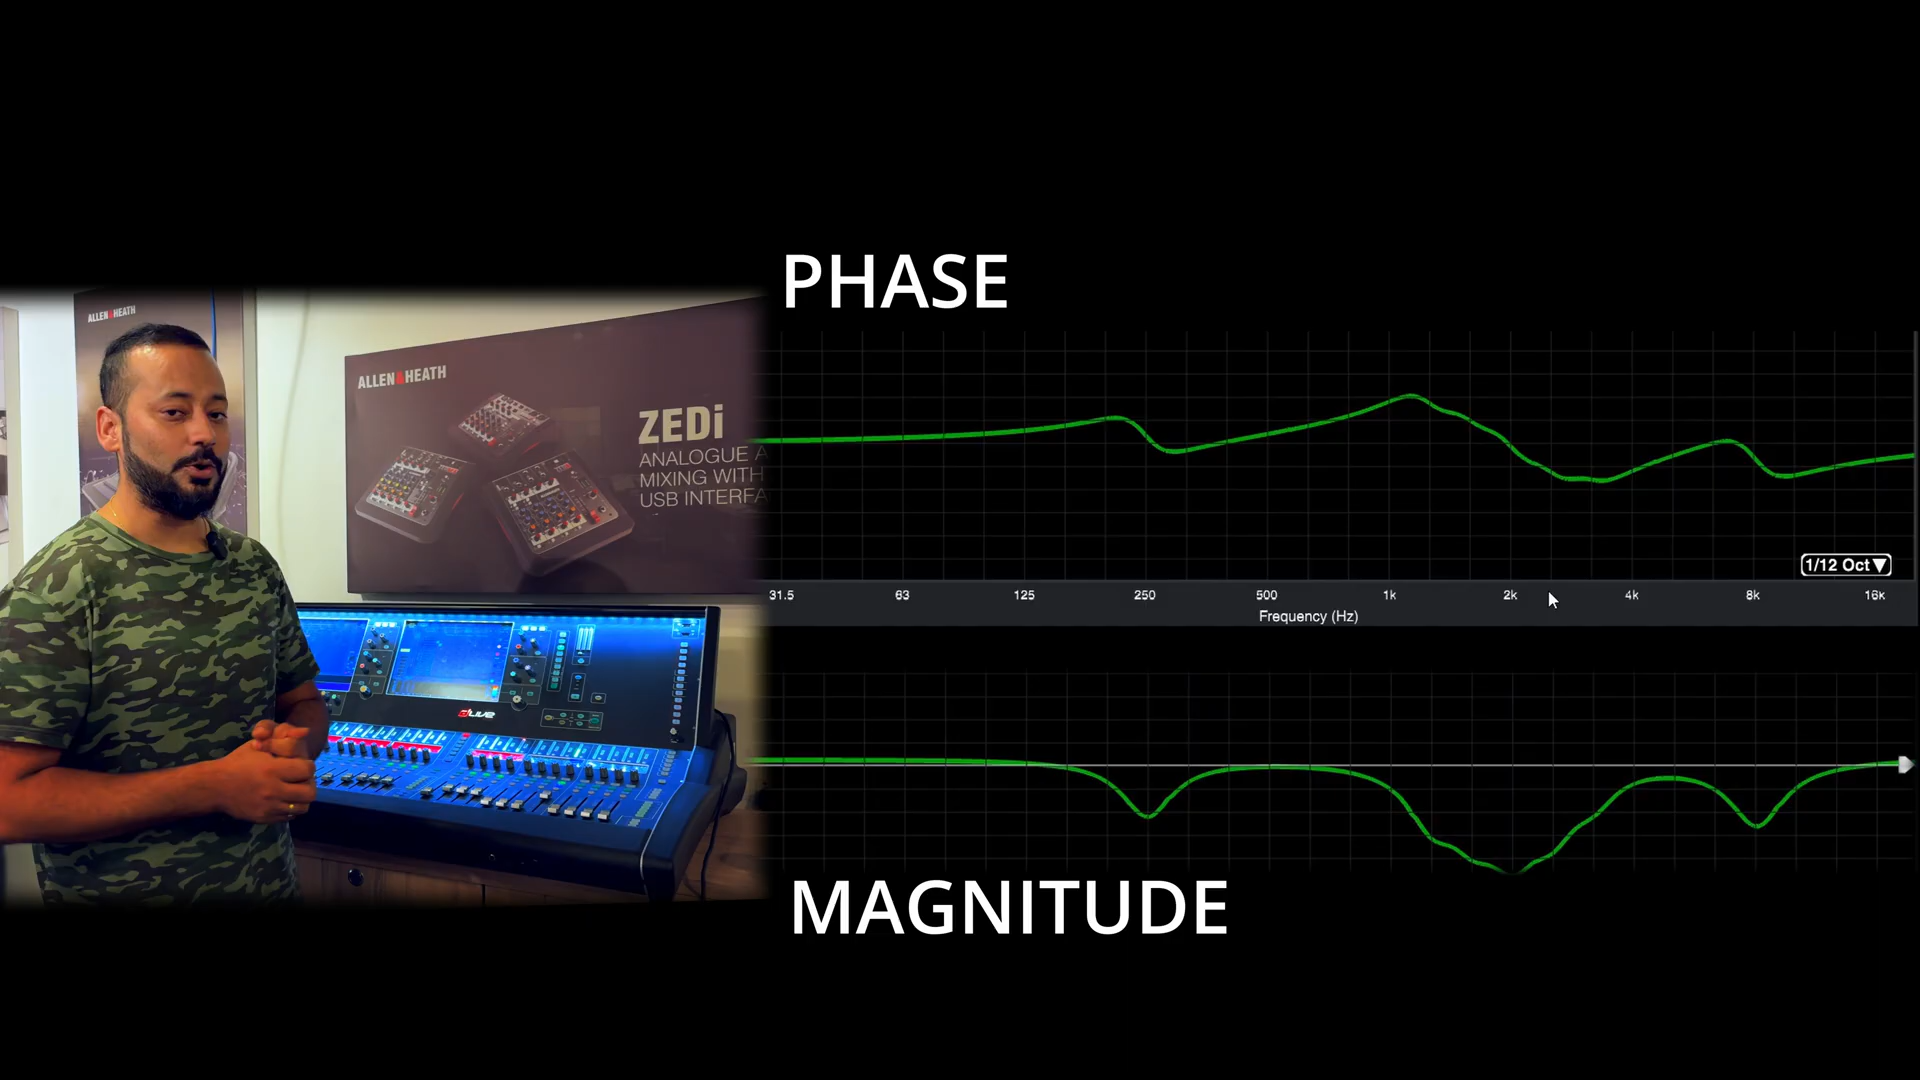 PHASE
ALLEN&HEATH
ALLEN&HEATH
ZEDi
ANALOGUE A
MIXING WITH
USB INTERFA
1/12 Oct▼
31.5 63 125 250 500 1k 2k 4k 8k 16k
Frequency (Hz)
dLIVE
MAGNITUDE